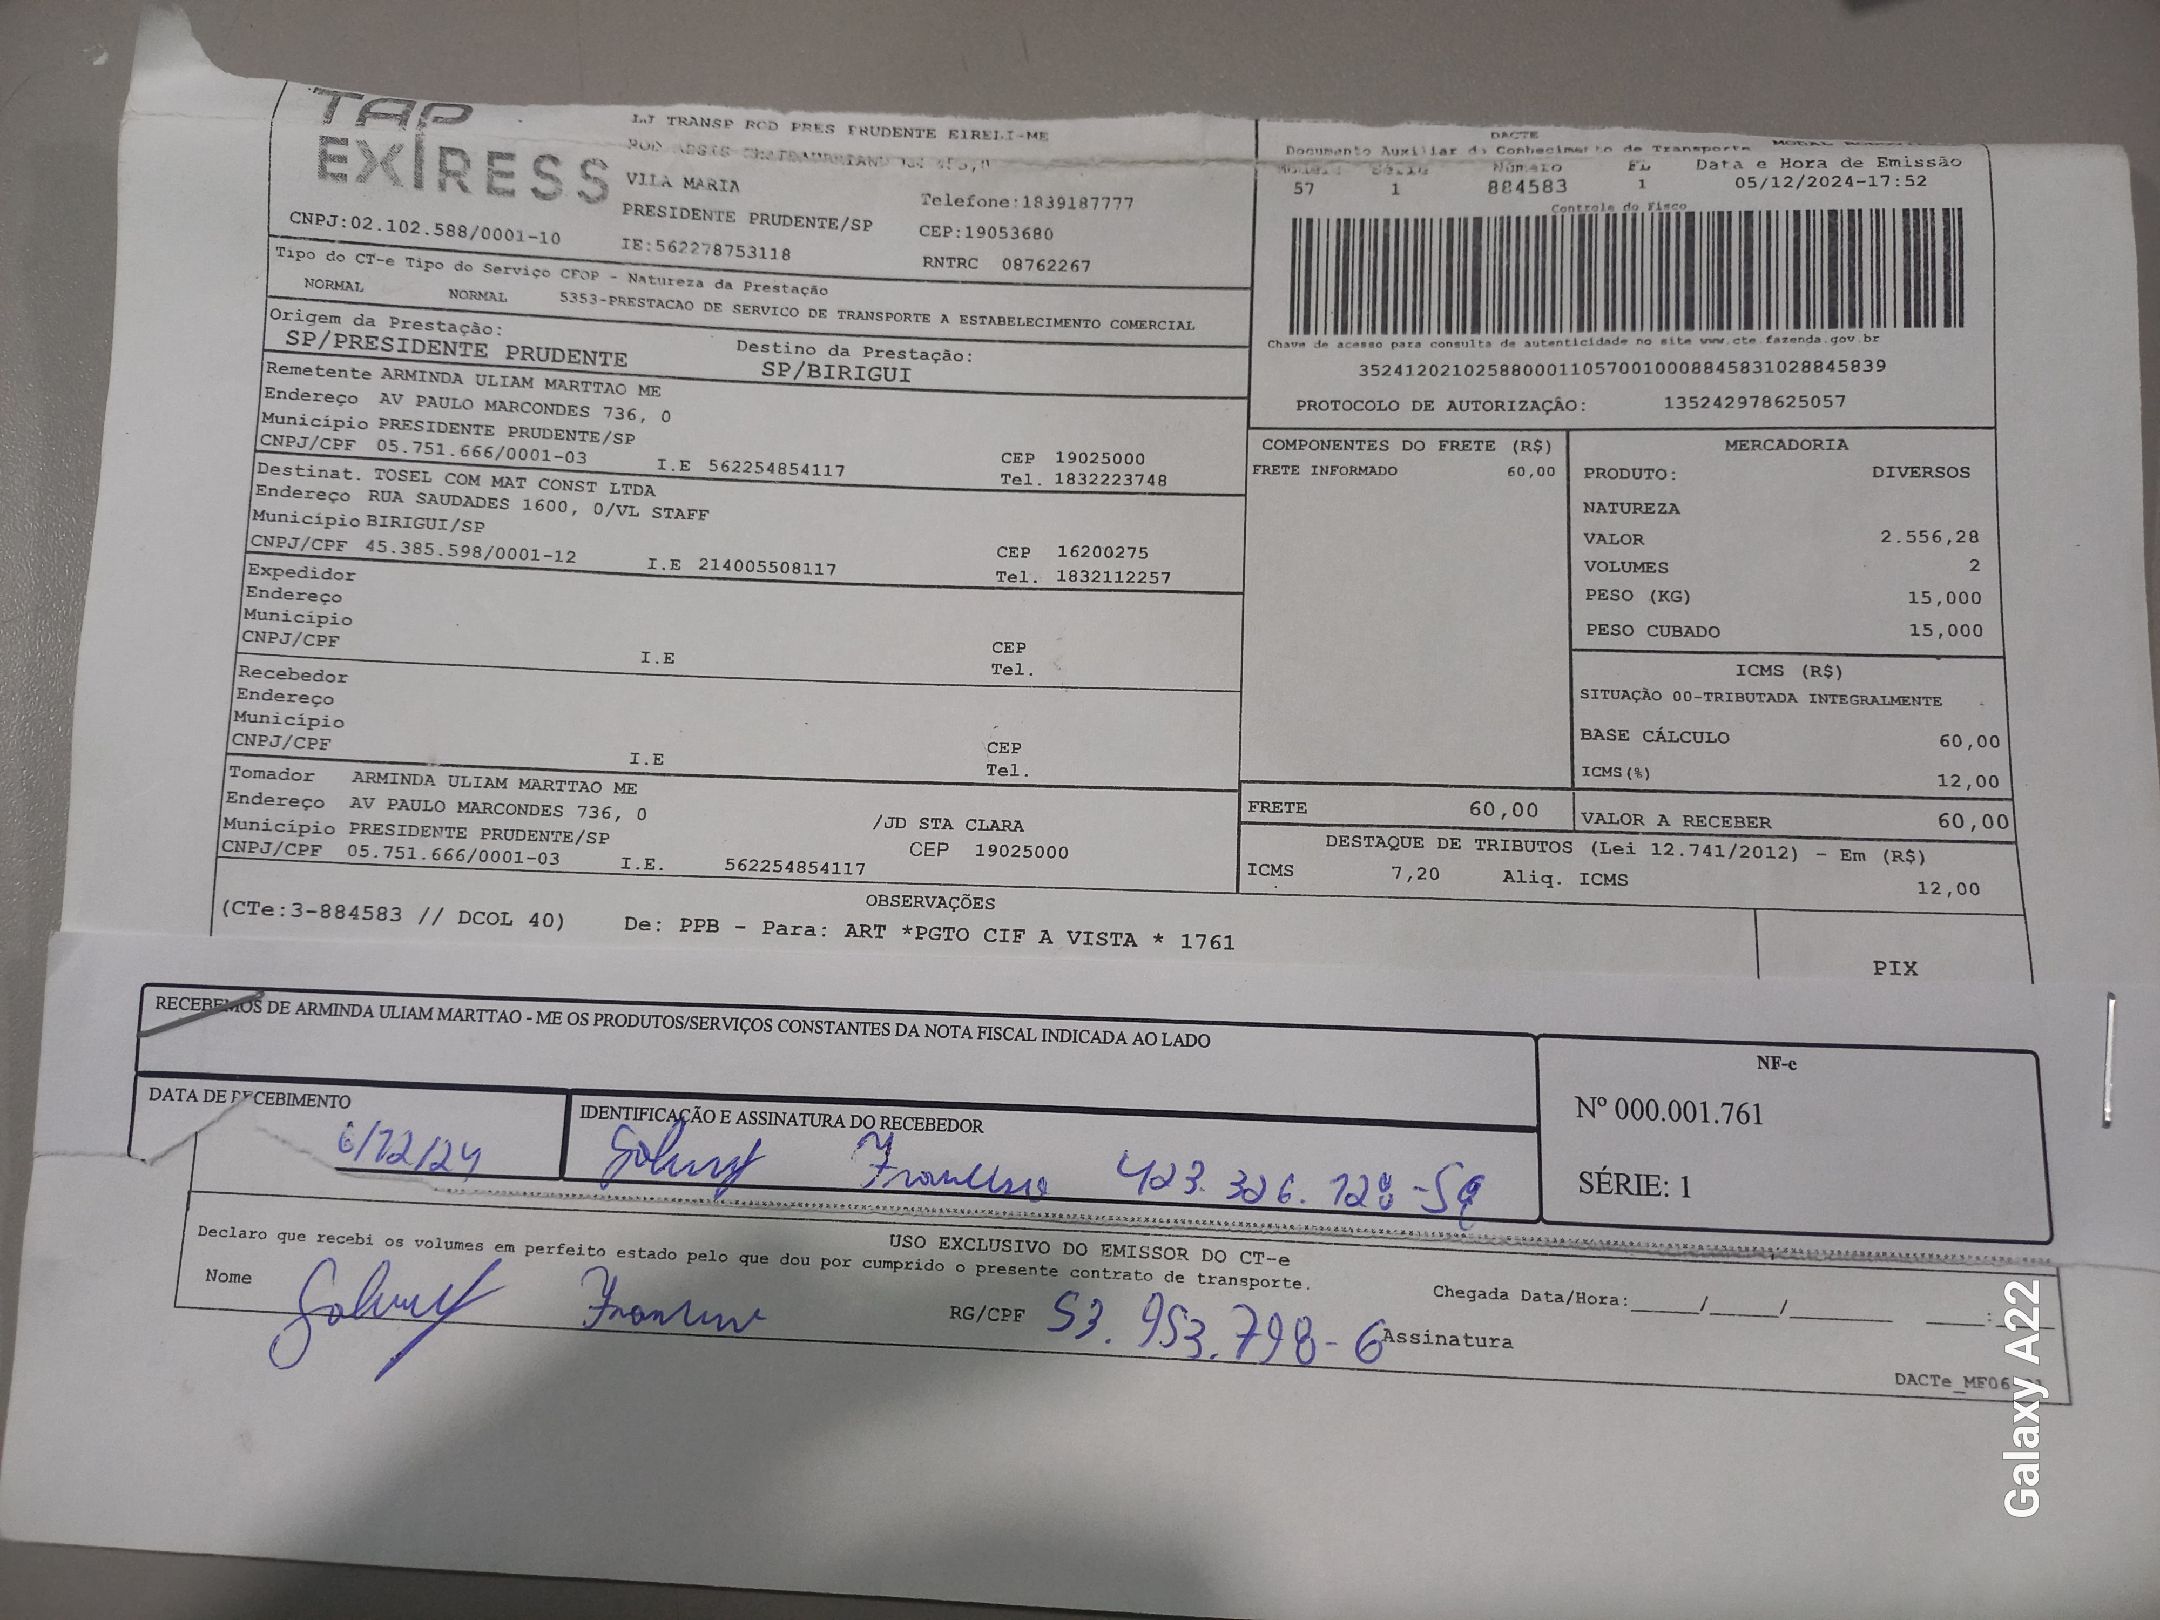 TAP
EXPRESS
LJ TRANSP ROD PRES PRUDENTE EIRELI-ME
VILA MARIA
PRESIDENTE PRUDENTE/SP
Telefone:1839187777
CEP:19053680
CNPJ:02.102.588/0001-10
IE:562278753118
RNTRC 08762267
DACTE
Documento Auxiliar do Conhecimento de Transporte
Modelo Série Número FL Data e Hora de Emissão
57 1 884583 1 05/12/2024-17:52
Controle do Fisco
Chave de acesso para consulta de autenticidade no site www.cte.fazenda.gov.br
35241202102588000110570010008845831028845839
PROTOCOLO DE AUTORIZAÇÃO: 135242978625057
Tipo do CT-e Tipo do Serviço CFOP - Natureza da Prestação
NORMAL NORMAL 5353-PRESTACAO DE SERVICO DE TRANSPORTE A ESTABELECIMENTO COMERCIAL
Origem da Prestação: Destino da Prestação:
SP/PRESIDENTE PRUDENTE SP/BIRIGUI
Remetente ARMINDA ULIAM MARTTAO ME
Endereço AV PAULO MARCONDES 736, 0
Município PRESIDENTE PRUDENTE/SP CEP 19025000
CNPJ/CPF 05.751.666/0001-03 I.E 562254854117 Tel. 1832223748
Destinat. TOSEL COM MAT CONST LTDA
Endereço RUA SAUDADES 1600, 0/VL STAFF
Município BIRIGUI/SP CEP 16200275
CNPJ/CPF 45.385.598/0001-12 I.E 214005508117 Tel. 1832112257
Expedidor
Endereço
Município CEP
CNPJ/CPF I.E Tel.
Recebedor
Endereço
Município CEP
CNPJ/CPF I.E Tel.
Tomador ARMINDA ULIAM MARTTAO ME
Endereço AV PAULO MARCONDES 736, 0 /JD STA CLARA
Município PRESIDENTE PRUDENTE/SP CEP 19025000
CNPJ/CPF 05.751.666/0001-03 I.E. 562254854117
COMPONENTES DO FRETE (R$)
FRETE INFORMADO 60,00
MERCADORIA
PRODUTO: DIVERSOS
NATUREZA
VALOR 2.556,28
VOLUMES 2
PESO (KG) 15,000
PESO CUBADO 15,000
ICMS (R$)
SITUAÇÃO 00-TRIBUTADA INTEGRALMENTE
BASE CÁLCULO 60,00
ICMS(%) 12,00
FRETE 60,00 VALOR A RECEBER 60,00
DESTAQUE DE TRIBUTOS (Lei 12.741/2012) - Em (R$)
ICMS 7,20 Aliq. ICMS 12,00
OBSERVAÇÕES
(CTe:3-884583 // DCOL 40) De: PPB - Para: ART *PGTO CIF A VISTA * 1761
PIX
RECEBEMOS DE ARMINDA ULIAM MARTTAO - ME OS PRODUTOS/SERVIÇOS CONSTANTES DA NOTA FISCAL INDICADA AO LADO
NF-e
Nº 000.001.761
SÉRIE: 1
DATA DE RECEBIMENTO
6/12/24
IDENTIFICAÇÃO E ASSINATURA DO RECEBEDOR
423.326.128-59
USO EXCLUSIVO DO EMISSOR DO CT-e
Declaro que recebi os volumes em perfeito estado pelo que dou por cumprido o presente contrato de transporte.
Nome RG/CPF 53.953.798-6 Assinatura
Chegada Data/Hora:_____/_____/________ ____:____
DACTe_MF06
Galaxy A22